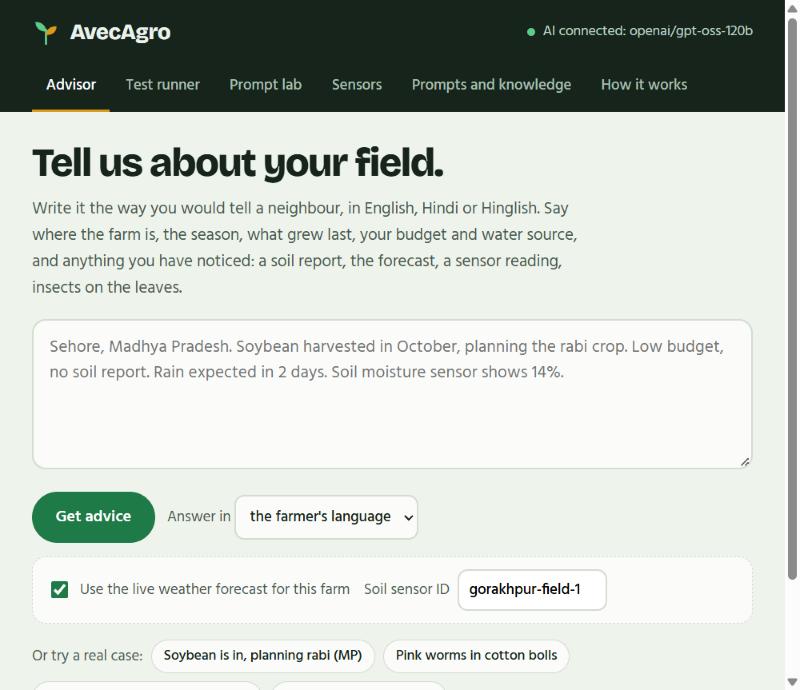 AvecAgro
AI connected: openai/gpt-oss-120b
Advisor Test runner Prompt lab Sensors Prompts and knowledge How it works
Tell us about your field.
Write it the way you would tell a neighbour, in English, Hindi or Hinglish. Say
where the farm is, the season, what grew last, your budget and water source,
and anything you have noticed: a soil report, the forecast, a sensor reading,
insects on the leaves.
Sehore, Madhya Pradesh. Soybean harvested in October, planning the rabi crop. Low budget,
no soil report. Rain expected in 2 days. Soil moisture sensor shows 14%.
Get advice Answer in the farmer's language
Use the live weather forecast for this farm Soil sensor ID gorakhpur-field-1
Or try a real case: Soybean is in, planning rabi (MP) Pink worms in cotton bolls